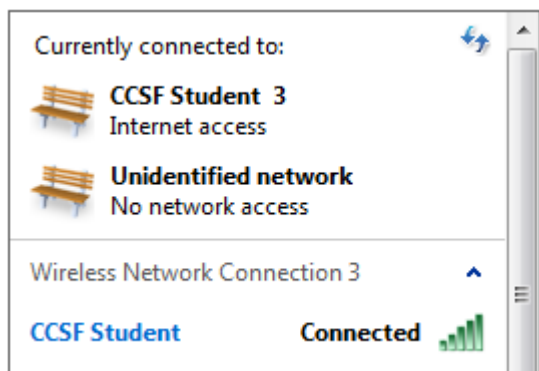 Currently connected to:
CCSF Student 3
Internet access
Unidentified network
No network access
Wireless Network Connection 3
CCSF Student Connected